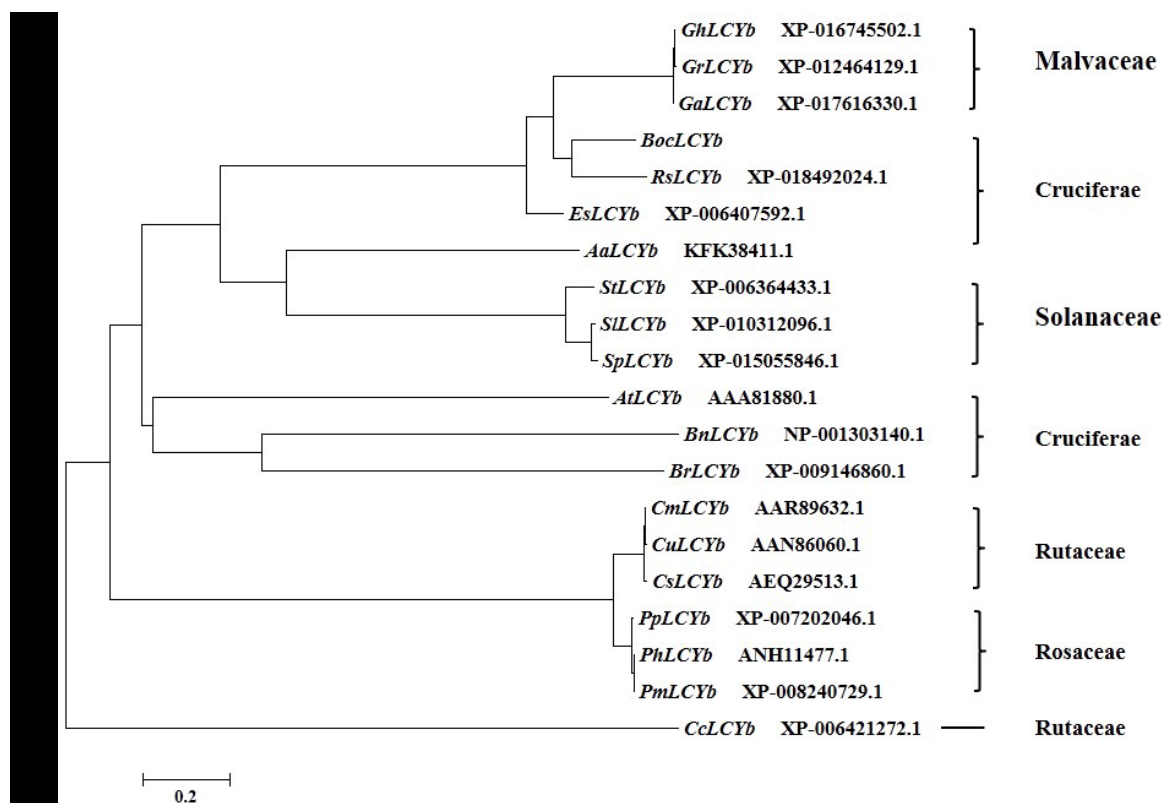 GhLCYb XP-016745502.1
GrLCYb XP-012464129.1
Malvaceae
GaLCYb XP-017616330.1
BocLCYb
RsLCYb XP-018492024.1
Cruciferae
EsLCYb XP-006407592.1
AaLCYb KFK38411.1
StLCYb XP-006364433.1
SlLCYb XP-010312096.1
Solanaceae
SpLCYb XP-015055846.1
AtLCYb AAA81880.1
BnLCYb NP-001303140.1
Cruciferae
BrLCYb XP-009146860.1
CmLCYb AAR89632.1
CuLCYb AAN86060.1
Rutaceae
CsLCYb AEQ29513.1
PpLCYb XP-007202046.1
PhLCYb ANH11477.1
Rosaceae
PmLCYb XP-008240729.1
CcLCYb XP-006421272.1
Rutaceae
0.2